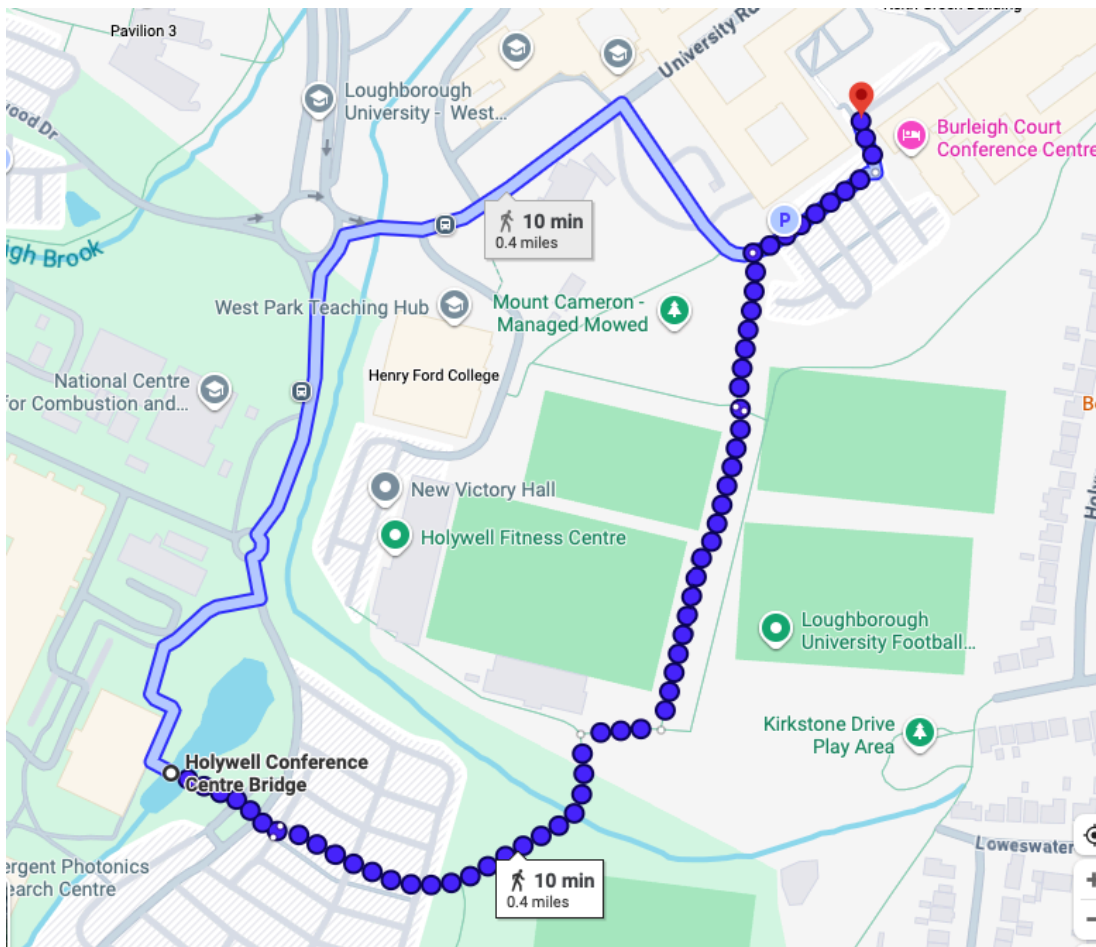 Pavilion 3
University Rd
Loughborough
University - West...
wood Dr
Burleigh Court
Conference Centre
P
10 min
0.4 miles
igh Brook
West Park Teaching Hub
Mount Cameron -
Managed Mowed
National Centre
for Combustion and...
Henry Ford College
New Victory Hall
Holywell Fitness Centre
Loughborough
University Football...
Kirkstone Drive
Play Area
Holywell Conference
Centre Bridge
Loweswater
ergent Photonics
search Centre
10 min
0.4 miles